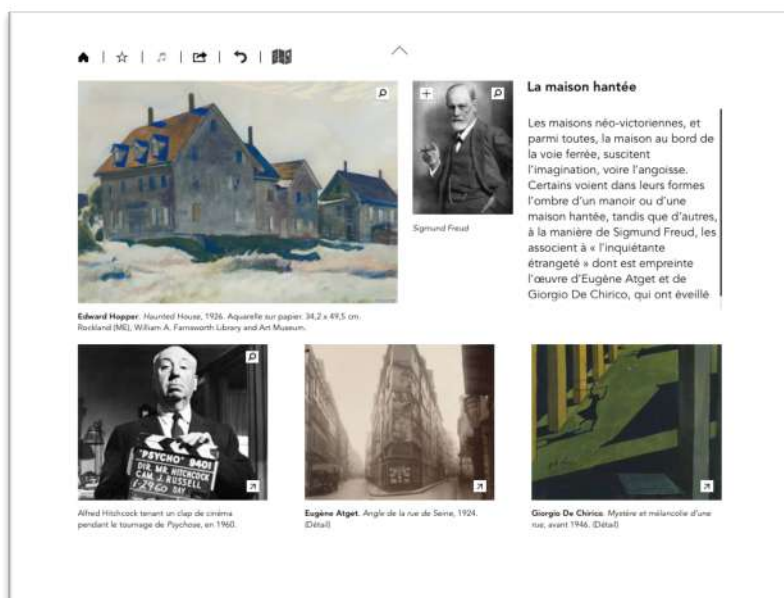 La maison hantée
Les maisons néo-victoriennes, et
parmi toutes, la maison au bord de
la voie ferrée, suscitent
l'imagination, voire l'angoisse.
Certains voient dans leurs formes
l'ombre d'un manoir ou d'une
maison hantée, tandis que d'autres,
à la manière de Sigmund Freud, les
associent à « l'inquiétante
étrangeté » dont est empreinte
l'œuvre d'Eugène Atget et de
Giorgio De Chirico, qui ont éveillé
Sigmund Freud
Edward Hopper. Haunted House, 1926. Aquarelle sur papier. 34,2 x 49,5 cm.
Rockland (ME), William A. Farnsworth Library and Art Museum.
"PSYCHO" 9401
DIR. MR. HITCHCOCK
CAM. J. RUSSELL
1-29-60 DAY
Alfred Hitchcock tenant un clap de cinéma
pendant le tournage de Psychose, en 1960.
Eugène Atget. Angle de la rue de Seine, 1924.
(Détail)
Giorgio De Chirico. Mystère et mélancolie d'une
rue, avant 1946. (Détail)